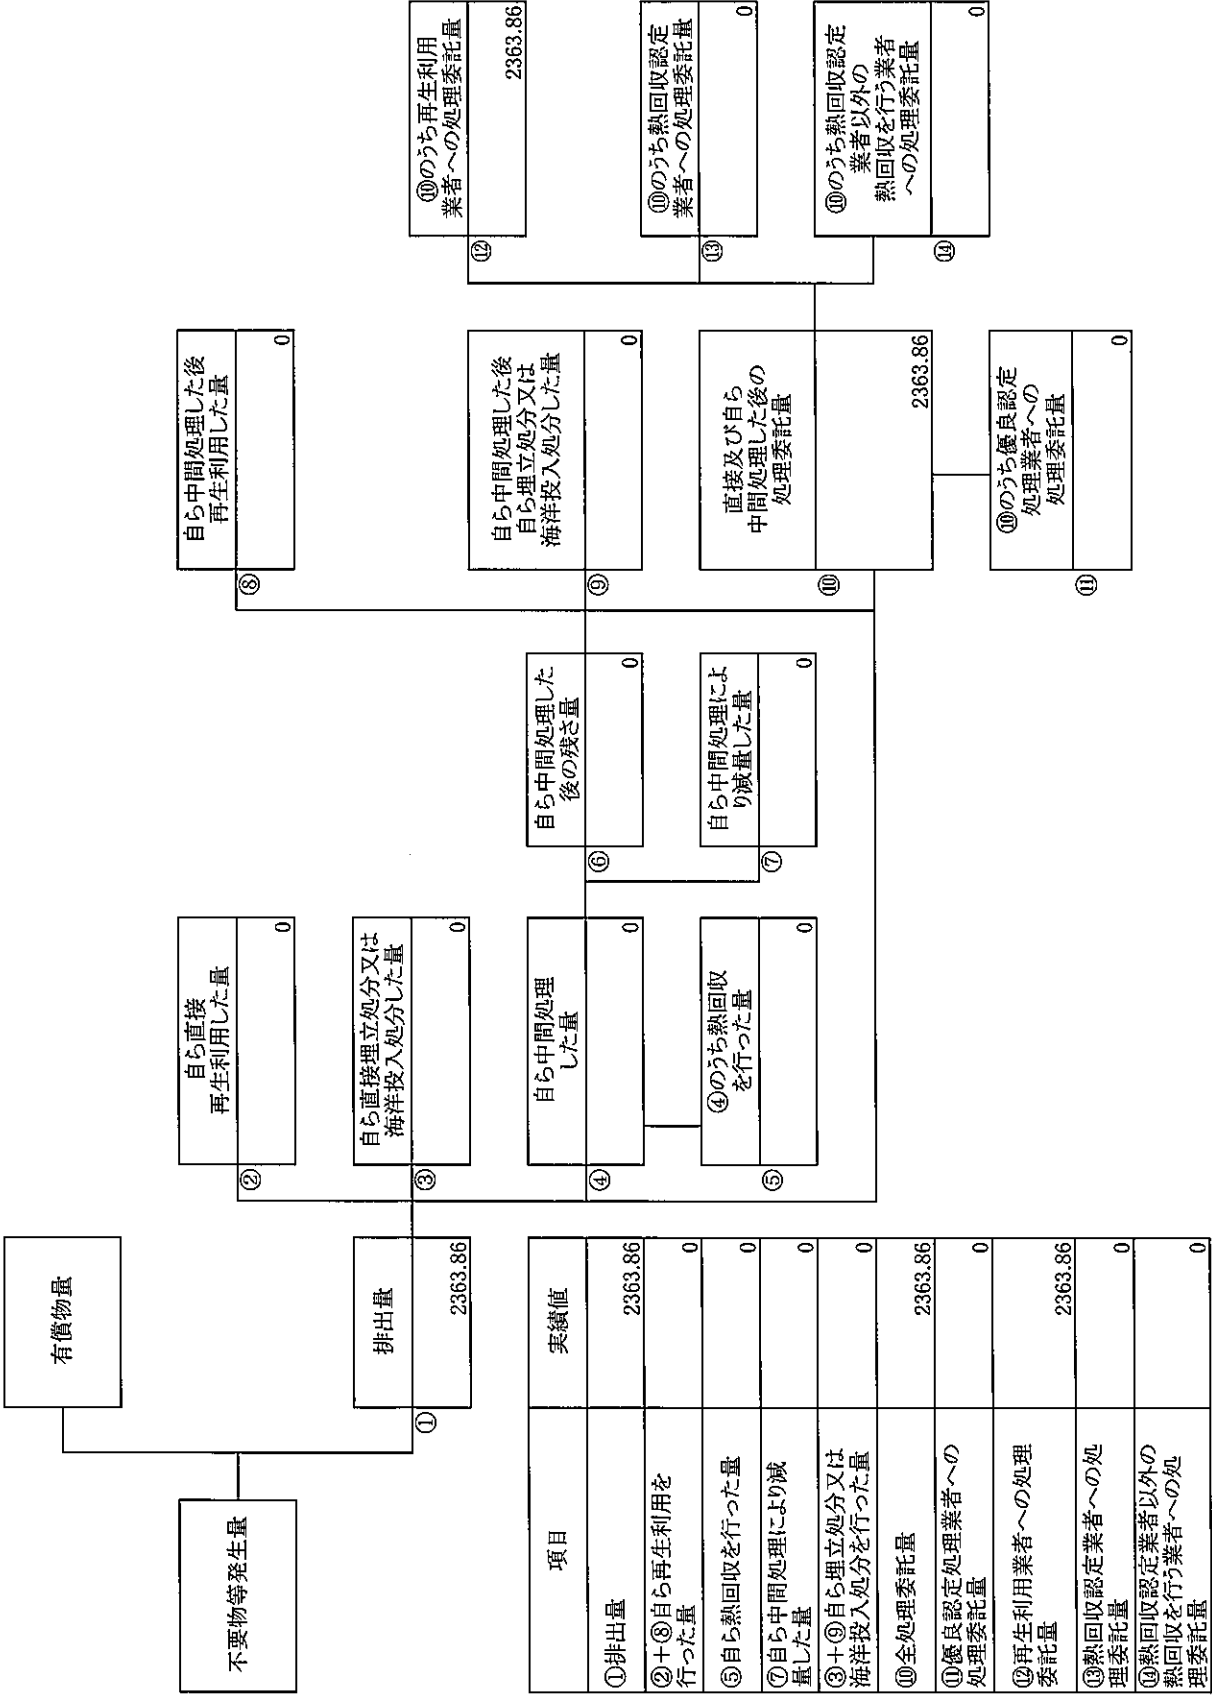 不要物等発生量
有償物量
①
排出量
2363.86
②
自ら直接
再生利用した量
0
③
自ら直接埋立処分又は
海洋投入処分した量
0
④
自ら中間処理
した量
0
⑤
④のうち熱回収
を行った量
0
⑥
自ら中間処理した
後の残さ量
0
⑦
自ら中間処理によ
り減量した量
0
⑧
自ら中間処理した後
再生利用した量
0
⑨
自ら中間処理した後
自ら埋立処分又は
海洋投入処分した量
0
⑩
直接及び自ら
中間処理した後の
処理委託量
2363.86
⑪
⑩のうち優良認定
処理業者への
処理委託量
0
⑫
⑩のうち再生利用
業者への処理委託量
2363.86
⑬
⑩のうち熱回収認定
業者への処理委託量
0
⑭
⑩のうち熱回収認定
業者以外の
熱回収を行う業者
への処理委託量
0
項目 実績値
①排出量 2363.86
②+⑧自ら再生利用を
行った量 0
⑤自ら熱回収を行った量 0
⑦自ら中間処理により減
量した量 0
③+⑨自ら埋立処分又は
海洋投入処分を行った量 0
⑩全処理委託量 2363.86
⑪優良認定処理業者への
処理委託量 0
⑫再生利用業者への処理
委託量 2363.86
⑬熱回収認定業者への処
理委託量 0
⑭熱回収認定業者以外の
熱回収を行う業者への処
理委託量 0